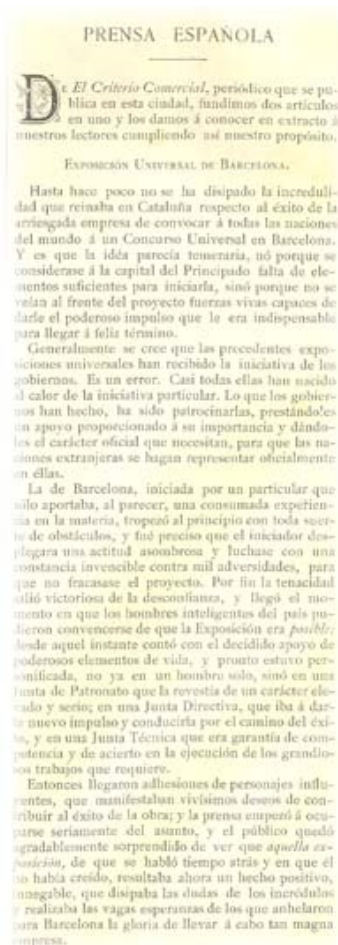 PRENSA ESPAÑOLA
DE El Criterio Comercial, periódico que se pu-
blica en esta ciudad, fundimos dos artículos
en uno y los damos á conocer en extracto á
nuestros lectores cumpliendo así nuestro propósito.
EXPOSICIÓN UNIVERSAL DE BARCELONA.
Hasta hace poco no se ha disipado la increduli-
dad que reinaba en Cataluña respecto al éxito de la
arriesgada empresa de convocar á todas las naciones
del mundo á un Concurso Universal en Barcelona.
Y es que la idéa parecía temeraria, nó porque se
considerase á la capital del Principado falta de ele-
mentos suficientes para iniciarla, sinó porque no se
veían al frente del proyecto fuerzas vivas capaces de
darle el poderoso impulso que le era indispensable
para llegar á feliz término.
Generalmente se cree que las precedentes expo-
siciones universales han recibido la iniciativa de los
gobiernos. Es un error. Casi todas ellas han nacido
al calor de la iniciativa particular. Lo que los gobier-
nos han hecho, ha sido patrocinarlas, prestándoles
un apoyo proporcionado á su importancia y dándo-
les el carácter oficial que necesitan, para que las na-
ciones extranjeras se hagan representar oficialmente
en éllas.
La de Barcelona, iniciada por un particular que
sólo aportaba, al parecer, una consumada experien-
cia en la materia, tropezó al principio con toda suer-
te de obstáculos, y fué preciso que el iniciador des-
plegara una actitud asombrosa y luchase con una
constancia invencible contra mil adversidades, para
que no fracasase el proyecto. Por fin la tenacidad
salió victoriosa de la desconfianza, y llegó el mo-
mento en que los hombres inteligentes del país pu-
dieron convencerse de que la Exposición era posible:
desde aquel instante contó con el decidido apoyo de
poderosos elementos de vida, y pronto estuvo per-
sonificada, no ya en un hombre solo, sinó en una
Junta de Patronato que la revestía de un carácter ele-
vado y serio; en una Junta Directiva, que iba á dar-
le nuevo impulso y conducirla por el camino del éxi-
to, y en una Junta Técnica que era garantía de com-
petencia y de acierto en la ejecución de los grandio-
sos trabajos que requiere.
Entonces llegaron adhesiones de personajes influ-
yentes, que manifestaban vivísimos deseos de con-
tribuir al éxito de la obra; y la prensa empezó á ocu-
parse seriamente del asunto, y el público quedó
agradablemente sorprendido de ver que aquella ex-
posición, de que se habló tiempo atrás y en que él
no había creído, resultaba ahora un hecho positivo,
innegable, que disipaba las dudas de los incrédulos
y realizaba las vagas esperanzas de los que anhelaron
para Barcelona la gloria de llevar á cabo tan magna
empresa.